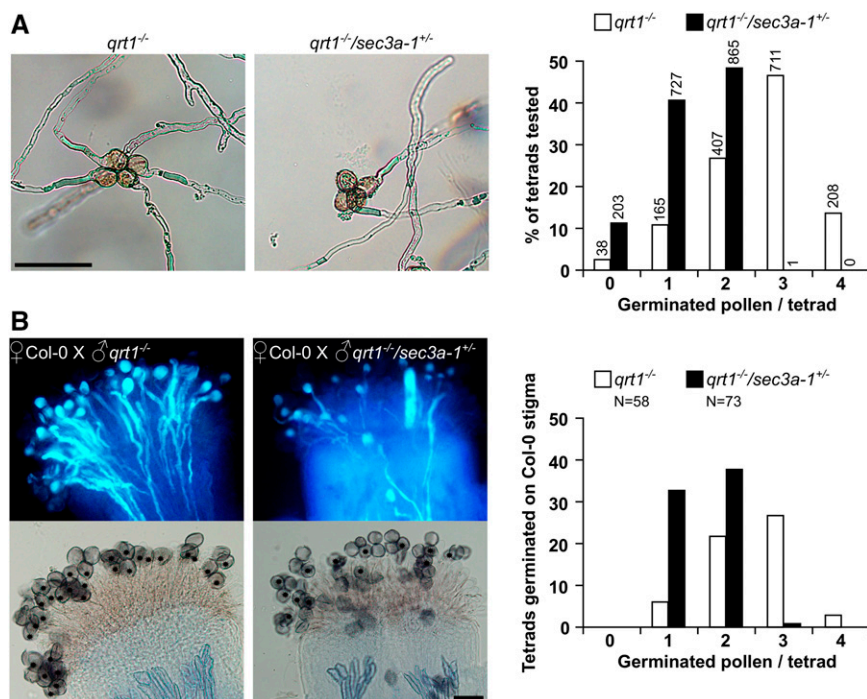 A
qrt1-/-
qrt1-/-/sec3a-1+/-
qrt1-/-
qrt1-/-/sec3a-1+/-
% of tetrads tested
50
40
30
20
10
0
38
203
165
727
407
865
711
1
208
0
0
1
2
3
4
Germinated pollen / tetrad
B
♀Col-0 X ♂qrt1-/-
♀Col-0 X ♂qrt1-/-/sec3a-1+/-
qrt1-/-
N=58
qrt1-/-/sec3a-1+/-
N=73
Tetrads germinated on Col-0 stigma
50
40
30
20
10
0
0
1
2
3
4
Germinated pollen / tetrad